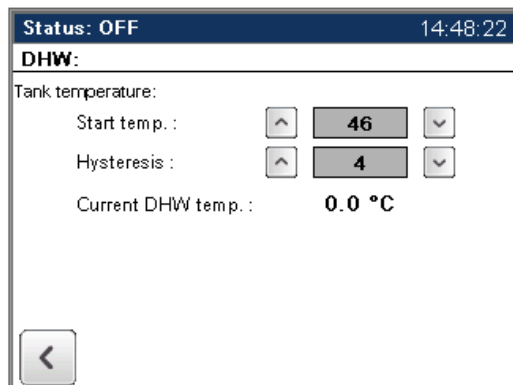 Status: OFF 14:48:22
DHW:
Tank temperature:
Start temp. : 46
Hysteresis : 4
Current DHW temp. : 0.0 °C